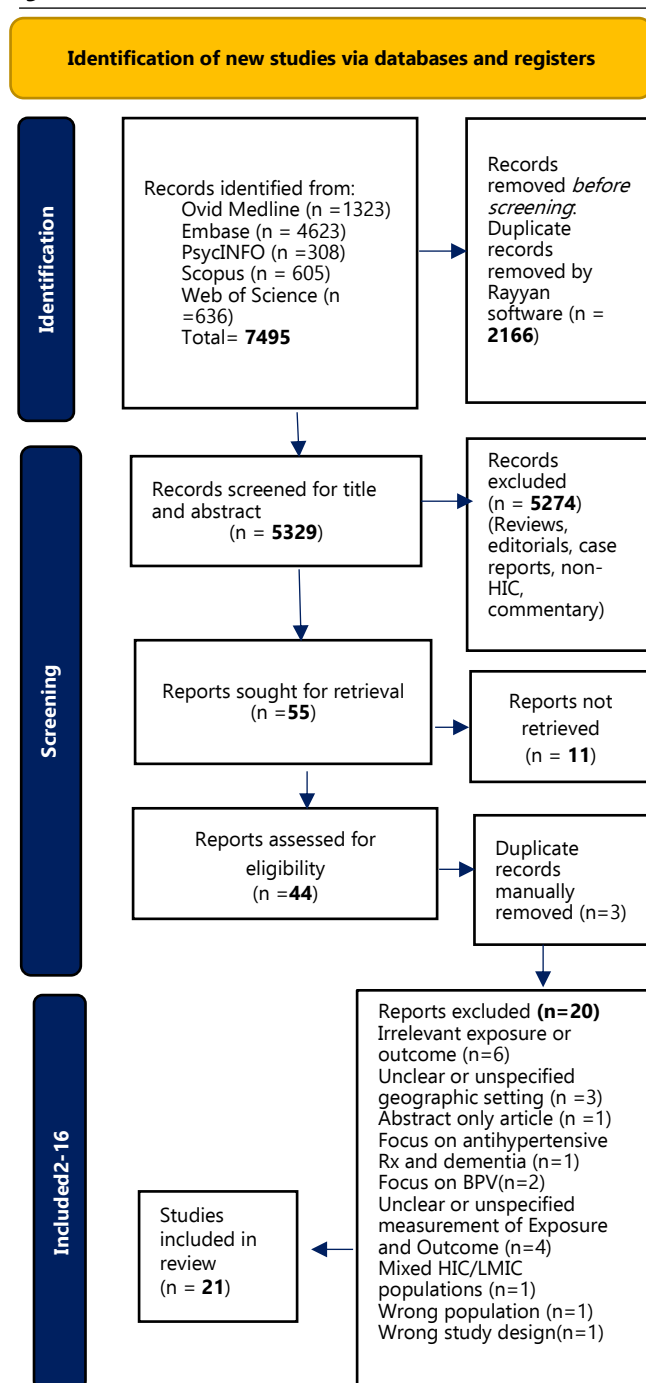 Identification of new studies via databases and registers
Identification
Records identified from:
Ovid Medline (n =1323)
Embase (n = 4623)
PsycINFO (n =308)
Scopus (n = 605)
Web of Science (n
=636)
Total= 7495
Records
removed before
screening:
Duplicate
records
removed by
Rayyan
software (n =
2166)
Screening
Records screened for title
and abstract
(n = 5329)
Records
excluded
(n = 5274)
(Reviews,
editorials, case
reports, non-
HIC,
commentary)
Reports sought for retrieval
(n =55)
Reports not
retrieved
(n = 11)
Reports assessed for
eligibility
(n =44)
Duplicate
records
manually
removed (n=3)
Included2-16
Reports excluded (n=20)
Irrelevant exposure or
outcome (n=6)
Unclear or unspecified
geographic setting (n =3)
Abstract only article (n =1)
Focus on antihypertensive
Rx and dementia (n=1)
Focus on BPV(n=2)
Unclear or unspecified
measurement of Exposure
and Outcome (n=4)
Mixed HIC/LMIC
populations (n=1)
Wrong population (n=1)
Wrong study design(n=1)
Studies
included in
review
(n = 21)